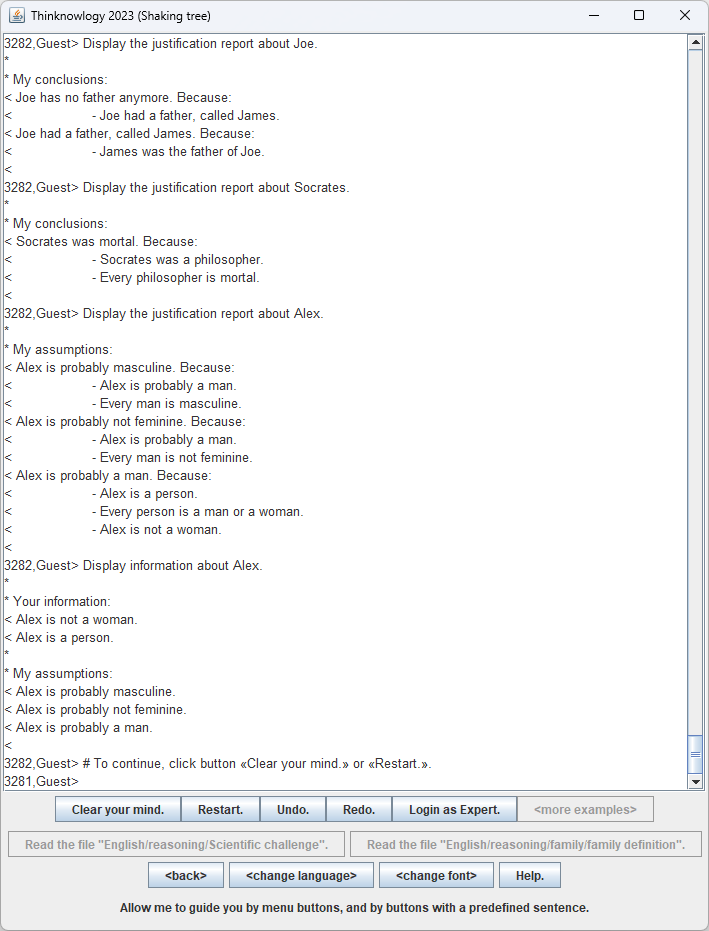 Thinknowlogy 2023 (Shaking tree)
3282,Guest> Display the justification report about Joe.
*
* My conclusions:
< Joe has no father anymore. Because:
< - Joe had a father, called James.
< Joe had a father, called James. Because:
< - James was the father of Joe.
<
3282,Guest> Display the justification report about Socrates.
*
* My conclusions:
< Socrates was mortal. Because:
< - Socrates was a philosopher.
< - Every philosopher is mortal.
<
3282,Guest> Display the justification report about Alex.
*
* My assumptions:
< Alex is probably masculine. Because:
< - Alex is probably a man.
< - Every man is masculine.
< Alex is probably not feminine. Because:
< - Alex is probably a man.
< - Every man is not feminine.
< Alex is probably a man. Because:
< - Alex is a person.
< - Every person is a man or a woman.
< - Alex is not a woman.
<
3282,Guest> Display information about Alex.
*
* Your information:
< Alex is not a woman.
< Alex is a person.
*
* My assumptions:
< Alex is probably masculine.
< Alex is probably not feminine.
< Alex is probably a man.
<
3282,Guest> # To continue, click button «Clear your mind.» or «Restart.».
3281,Guest>
Clear your mind. Restart. Undo. Redo. Login as Expert. <more examples>
Read the file "English/reasoning/Scientific challenge". Read the file "English/reasoning/family/family definition".
<back> <change language> <change font> Help.
Allow me to guide you by menu buttons, and by buttons with a predefined sentence.